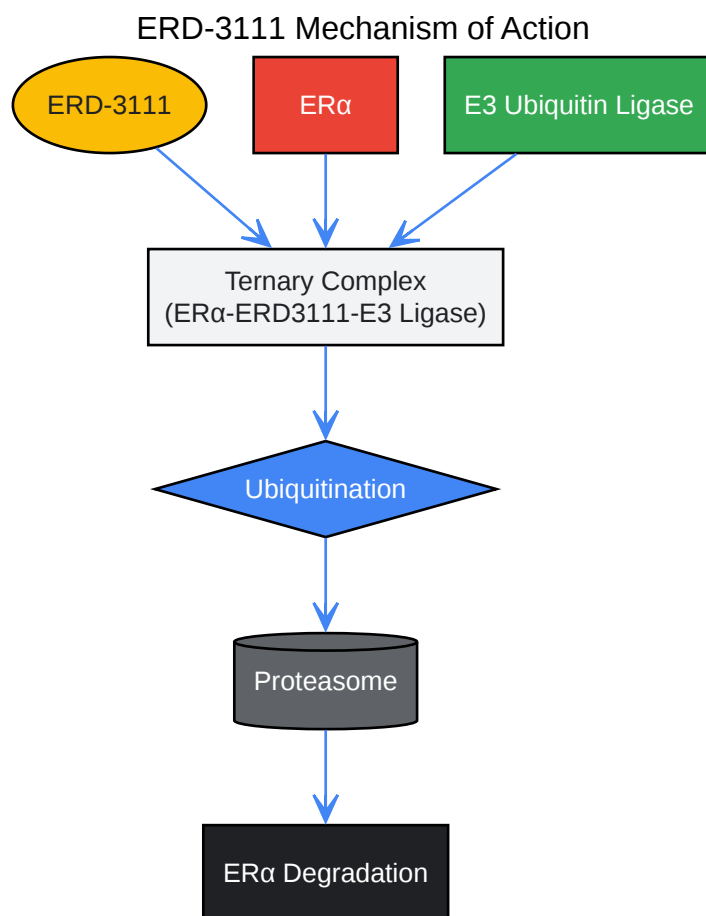 ERD-3111 Mechanism of Action
ERD-3111
ERα
E3 Ubiquitin Ligase
Ternary Complex
(ERα-ERD3111-E3 Ligase)
Ubiquitination
Proteasome
ERα Degradation